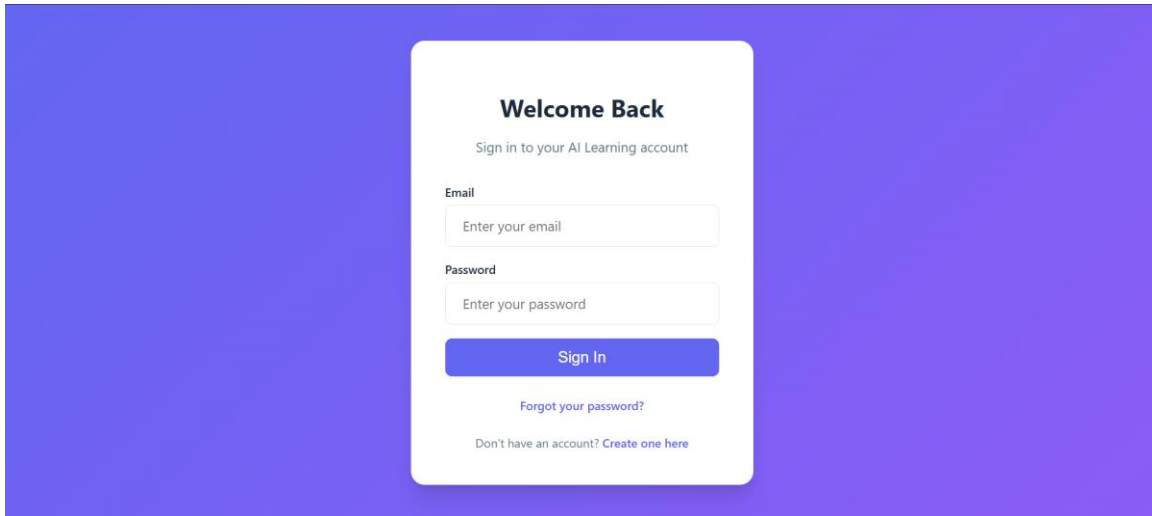 Welcome Back
Sign in to your AI Learning account
Email
Enter your email
Password
Enter your password
Sign In
Forgot your password?
Don't have an account? Create one here